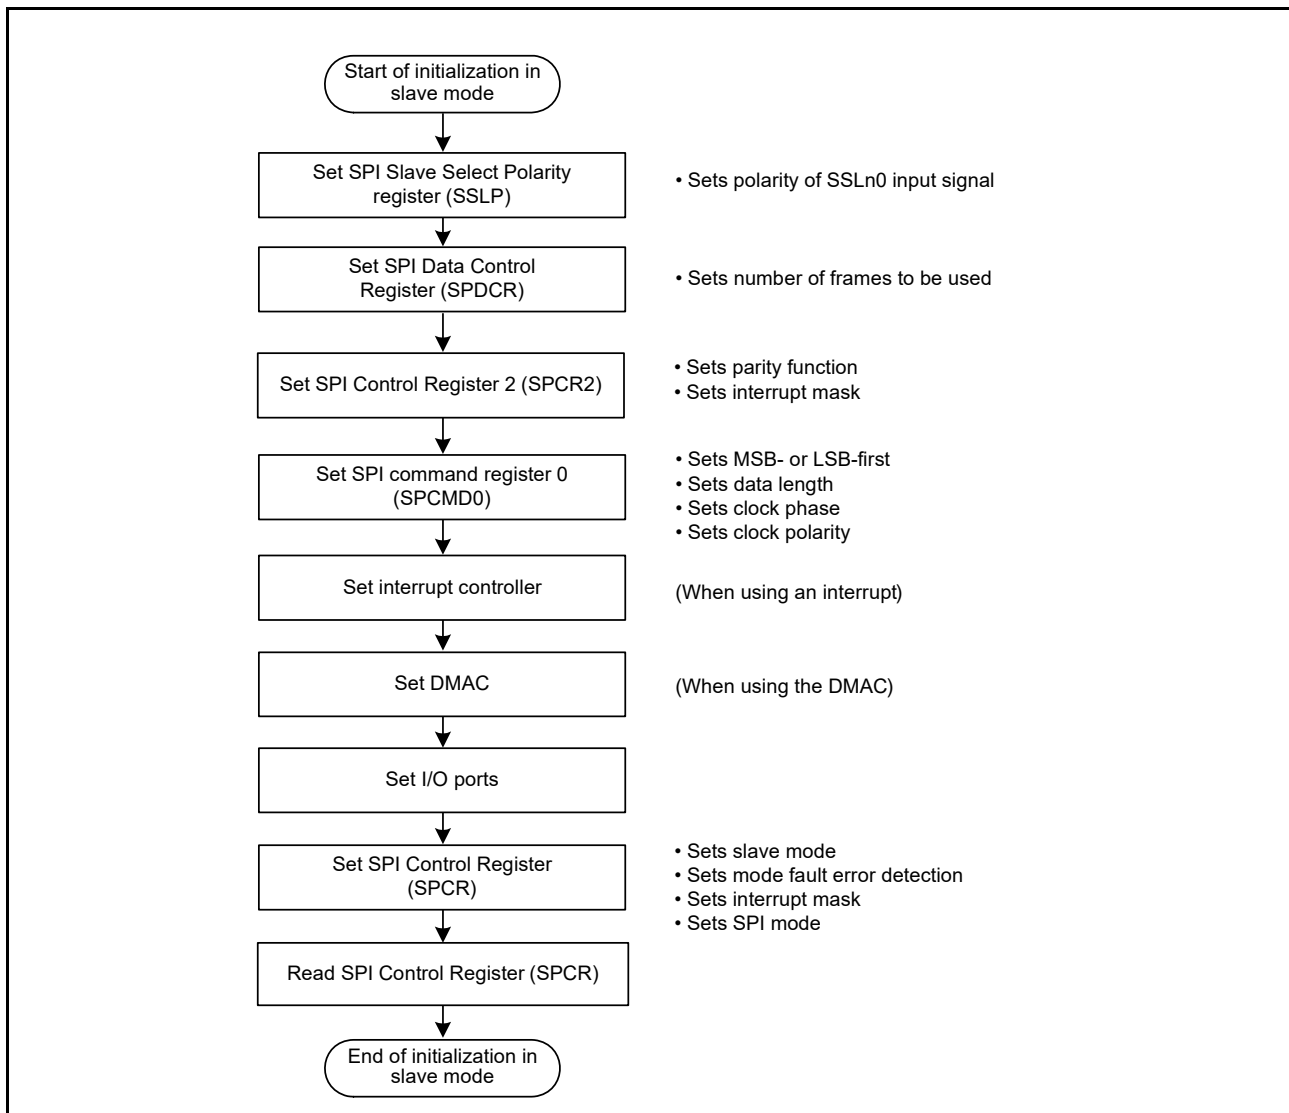 Start of initialization in
slave mode
Set SPI Slave Select Polarity
register (SSLP)
• Sets polarity of SSLn0 input signal
Set SPI Data Control
Register (SPDCR)
• Sets number of frames to be used
Set SPI Control Register 2 (SPCR2)
• Sets parity function
• Sets interrupt mask
Set SPI command register 0
(SPCMD0)
• Sets MSB- or LSB-first
• Sets data length
• Sets clock phase
• Sets clock polarity
Set interrupt controller
(When using an interrupt)
Set DMAC
(When using the DMAC)
Set I/O ports
Set SPI Control Register
(SPCR)
• Sets slave mode
• Sets mode fault error detection
• Sets interrupt mask
• Sets SPI mode
Read SPI Control Register (SPCR)
End of initialization in
slave mode